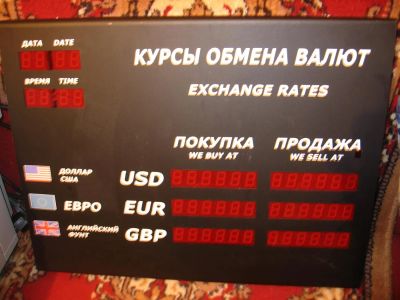 ДАТА DATE
КУРСЫ ОБМЕНА ВАЛЮТ
ВРЕМЯ TIME
EXCHANGE RATES
ПОКУПКА ПРОДАЖА
WE BUY AT WE SELL AT
ДОЛЛАР
США
USD
ЕВРО EUR
АНГЛИЙСКИЙ
ФУНТ
GBP